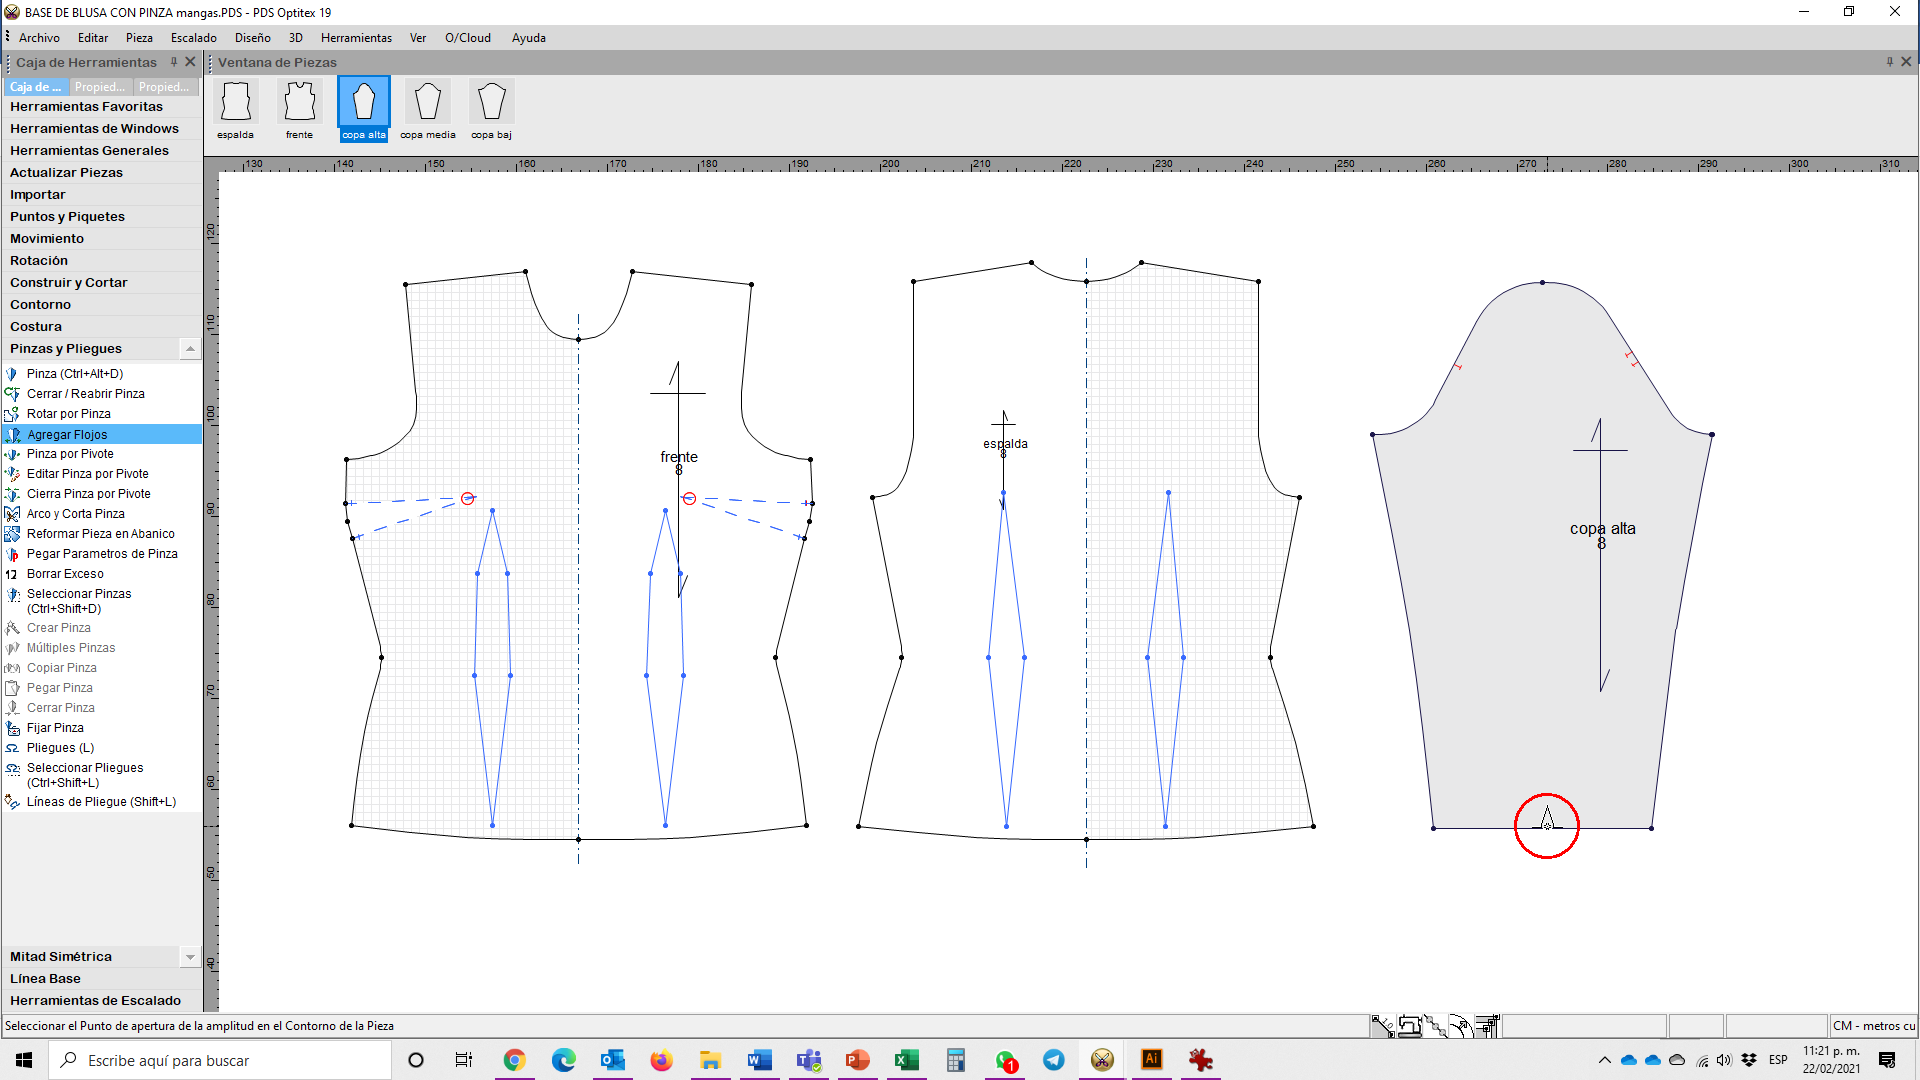 BASE DE BLUSA CON PINZA mangas.PDS - PDS Optitex 19
Archivo Editar Pieza Escalado Diseño 3D Herramientas Ver O/Cloud Ayuda
Caja de Herramientas
Ventana de Piezas
Caja de ... Propied... Propied...
Herramientas Favoritas
Herramientas de Windows
Herramientas Generales
Actualizar Piezas
Importar
Puntos y Piquetes
Movimiento
Rotación
Construir y Cortar
Contorno
Costura
Pinzas y Pliegues
Pinza (Ctrl+Alt+D)
Cerrar / Reabrir Pinza
Rotar por Pinza
Agregar Flojos
Pinza por Pivote
Editar Pinza por Pivote
Cierra Pinza por Pivote
Arco y Corta Pinza
Reformar Pieza en Abanico
Pegar Parametros de Pinza
Borrar Exceso
Seleccionar Pinzas
(Ctrl+Shift+D)
Crear Pinza
Múltiples Pinzas
Copiar Pinza
Pegar Pinza
Cerrar Pinza
Fijar Pinza
Pliegues (L)
Seleccionar Pliegues
(Ctrl+Shift+L)
Líneas de Pliegue (Shift+L)
Mitad Simétrica
Línea Base
Herramientas de Escalado
espalda frente copa alta copa media copa baj
130 140 150 160 170 180 190 200 210 220 230 240 250 260 270 280 290 300 310
120
110
100
90
80
70
60
50
40
frente
8
espalda
8
copa alta
8
Seleccionar el Punto de apertura de la amplitud en el Contorno de la Pieza
CM - metros cu
Escribe aquí para buscar
1
Ai
ESP
11:21 p. m.
22/02/2021